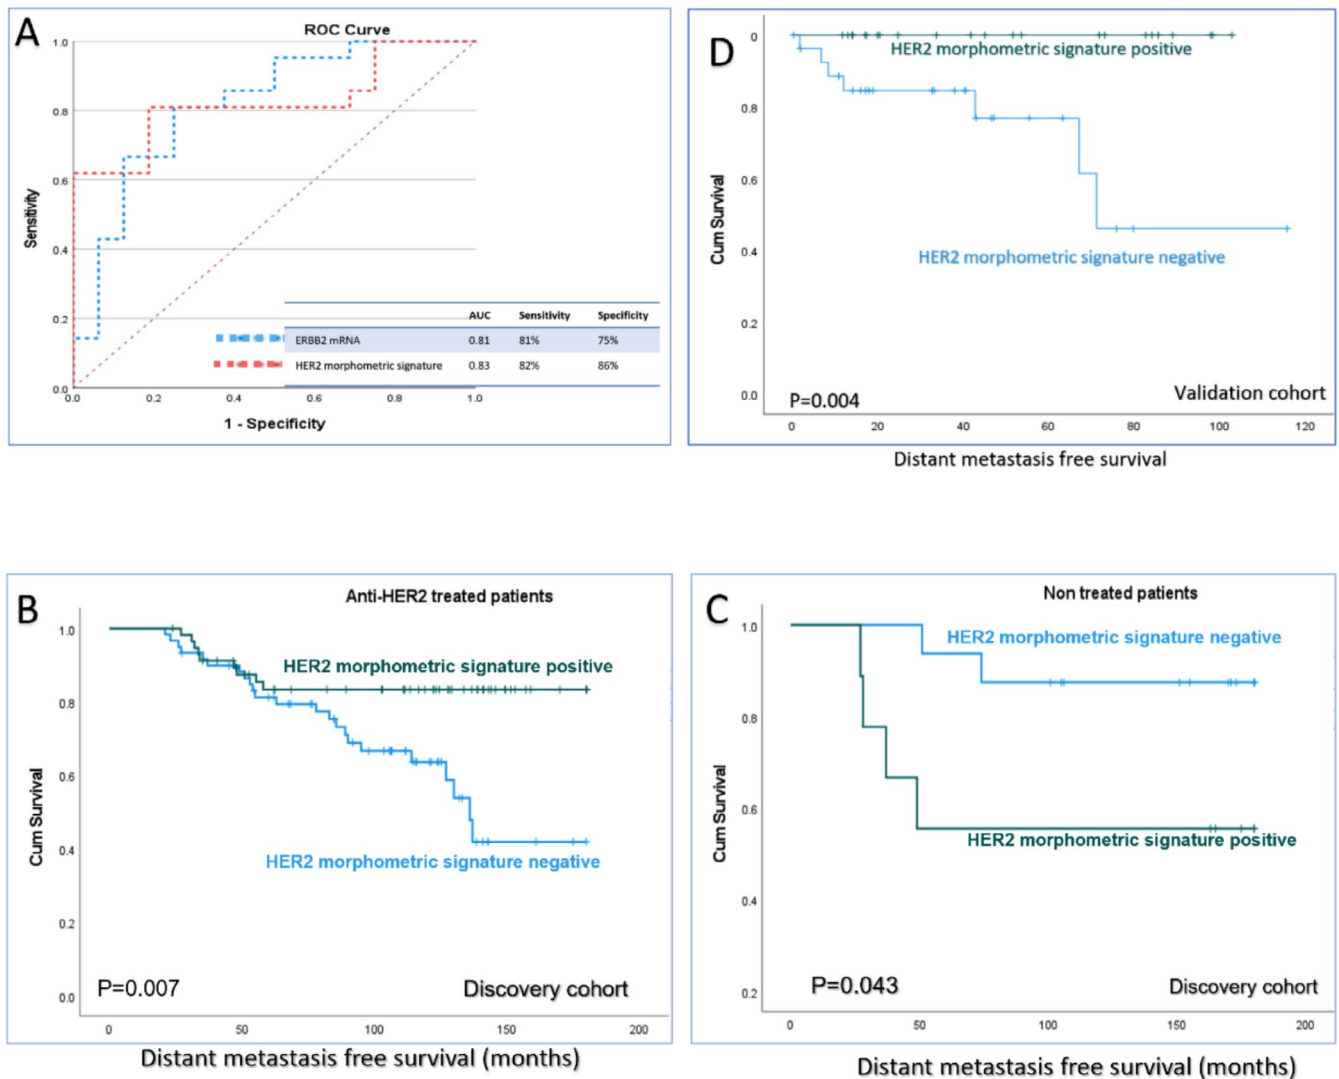 A
ROC Curve
1.0
0.8
0.6
0.4
0.2
0.0
Sensitivity
AUC Sensitivity Specificity
ERBB2 mRNA 0.81 81% 75%
HER2 morphometric signature 0.83 82% 86%
0.0 0.2 0.4 0.6 0.8 1.0
1 - Specificity
D
0
0.8
0.6
0.4
0.2
0.0
Cum Survival
HER2 morphometric signature positive
HER2 morphometric signature negative
P=0.004
Validation cohort
0 20 40 60 80 100 120
Distant metastasis free survival
B
Anti-HER2 treated patients
1.0
0.8
0.6
0.4
0.2
0.0
Cum Survival
HER2 morphometric signature positive
HER2 morphometric signature negative
P=0.007
Discovery cohort
0 50 100 150 200
Distant metastasis free survival (months)
C
Non treated patients
1.0
0.8
0.6
0.4
0.2
Cum Survival
HER2 morphometric signature negative
HER2 morphometric signature positive
P=0.043
Discovery cohort
0 50 100 150 200
Distant metastasis free survival (months)